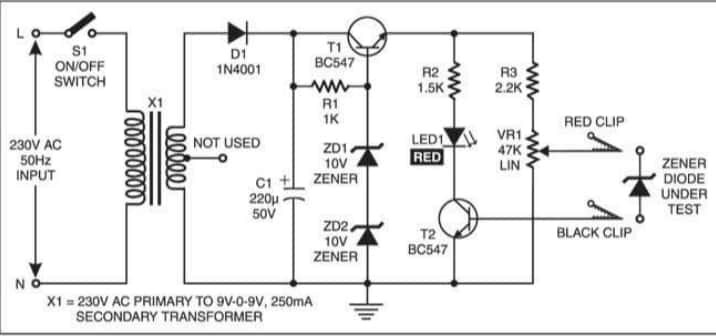 L
S1
ON/OFF
SWITCH
230V AC
50Hz
INPUT
N
X1
NOT USED
D1
1N4001
T1
BC547
R1
1K
C1 +
220µ
50V
ZD1
10V
ZENER
ZD2
10V
ZENER
R2
1.5K
LED1
RED
T2
BC547
R3
2.2K
VR1
47K
LIN
RED CLIP
BLACK CLIP
ZENER
DIODE
UNDER
TEST
X1 = 230V AC PRIMARY TO 9V-0-9V, 250mA
SECONDARY TRANSFORMER